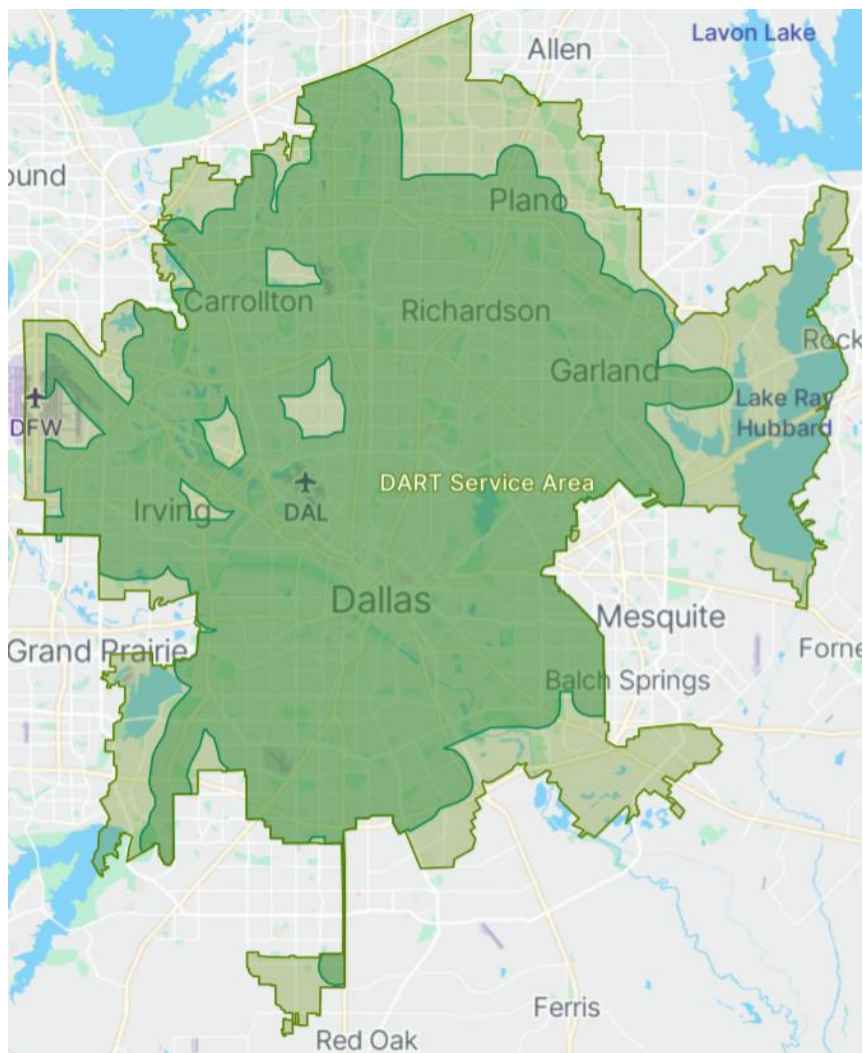 Lavon Lake
Allen
ound
Plano
Carrollton
Richardson
Rock
Garland
Lake Ray
Hubbard
DFW
DART Service Area
Irving
DAL
Dallas
Mesquite
Grand Prairie
Forne
Balch Springs
Ferris
Red Oak